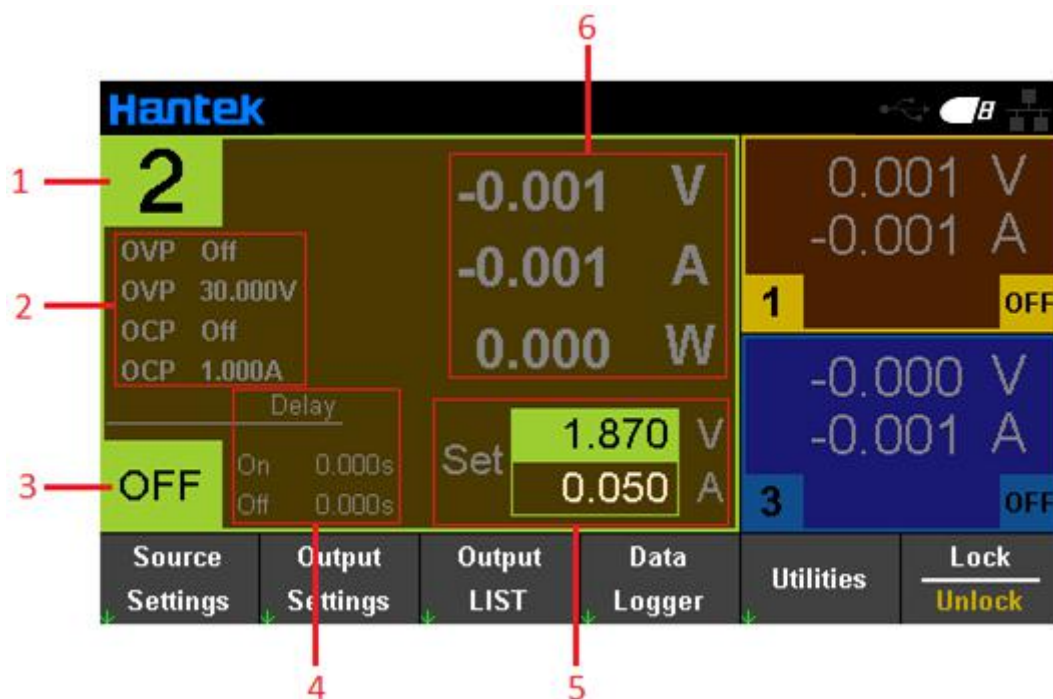 6
Hantek
8
1
2
-0.001 V
-0.001 A
0.000 W
2
OVP Off
OVP 30.000V
OCP Off
OCP 1.000A
Delay
On 0.000s
Off 0.000s
3
OFF
Set 1.870 V
0.050 A
0.001 V
-0.001 A
1 OFF
-0.000 V
-0.001 A
3 OFF
Source Settings
Output Settings
Output LIST
Data Logger
Utilities
Lock
Unlock
4
5